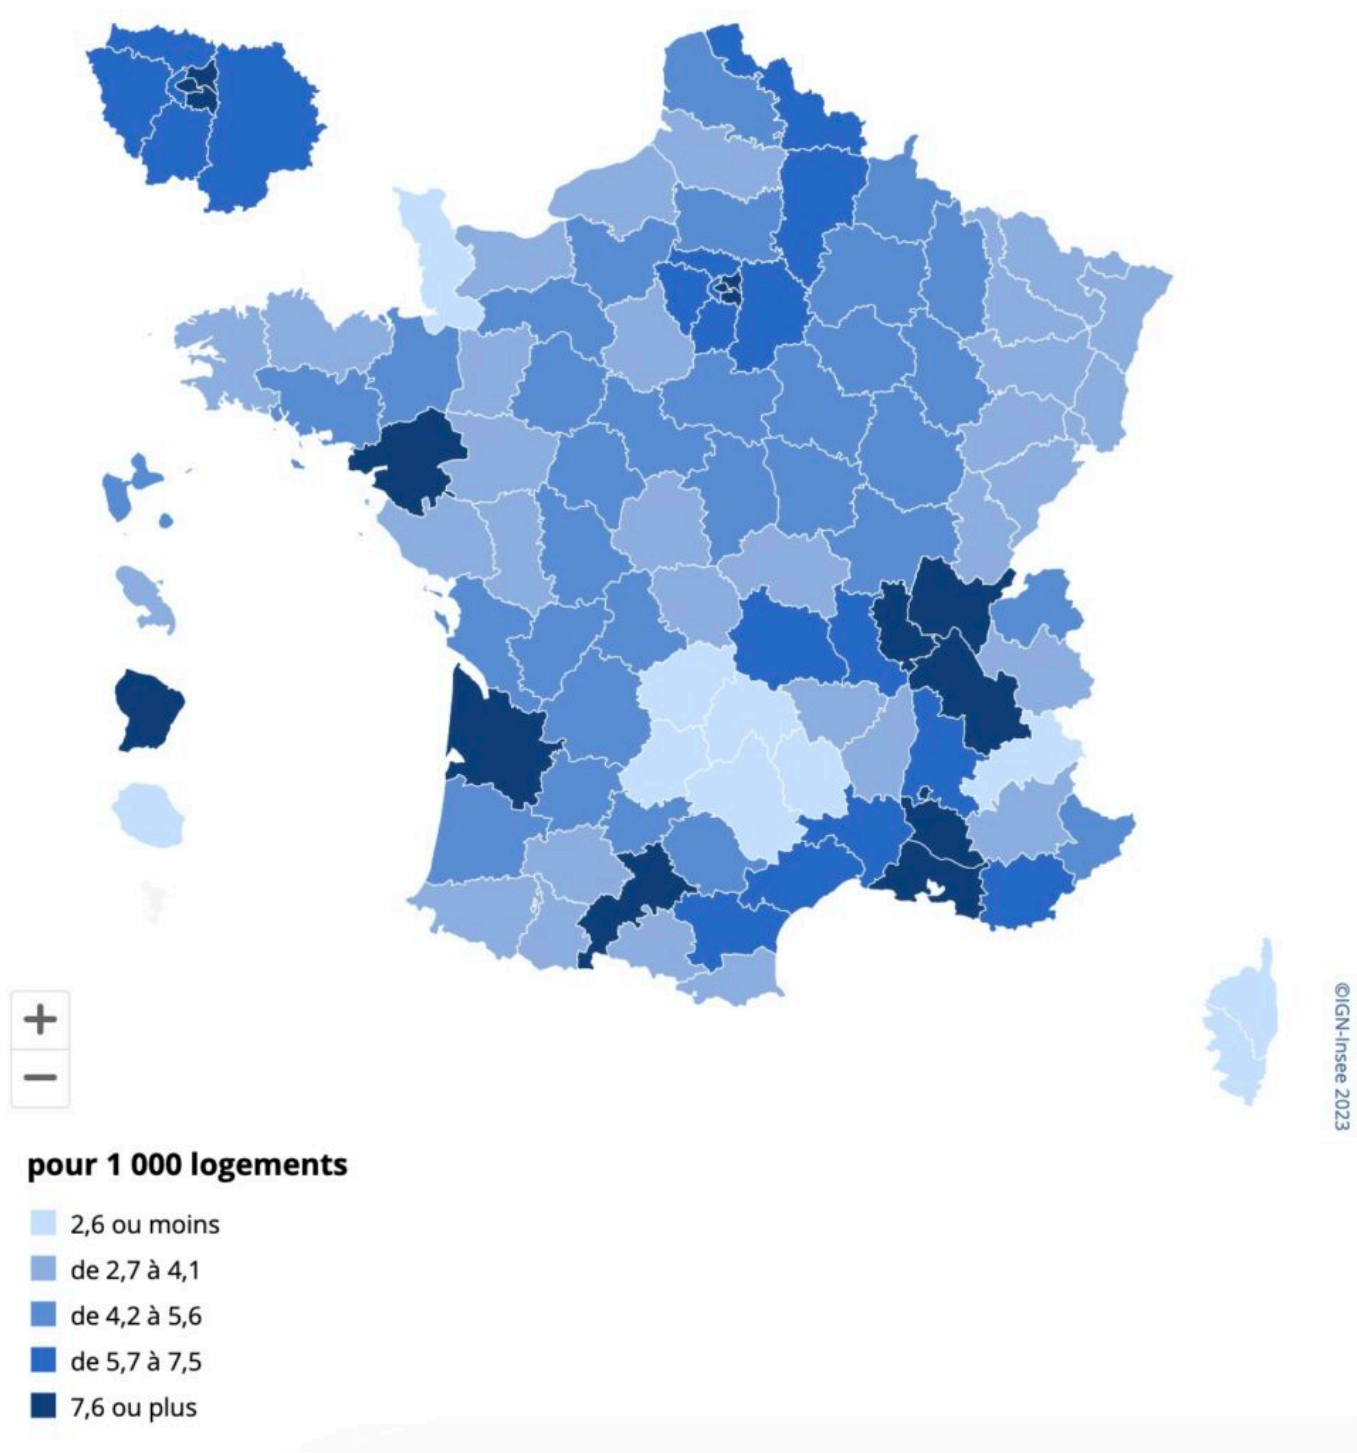 +
−
©IGN-Insee 2023
pour 1 000 logements
2,6 ou moins
de 2,7 à 4,1
de 4,2 à 5,6
de 5,7 à 7,5
7,6 ou plus